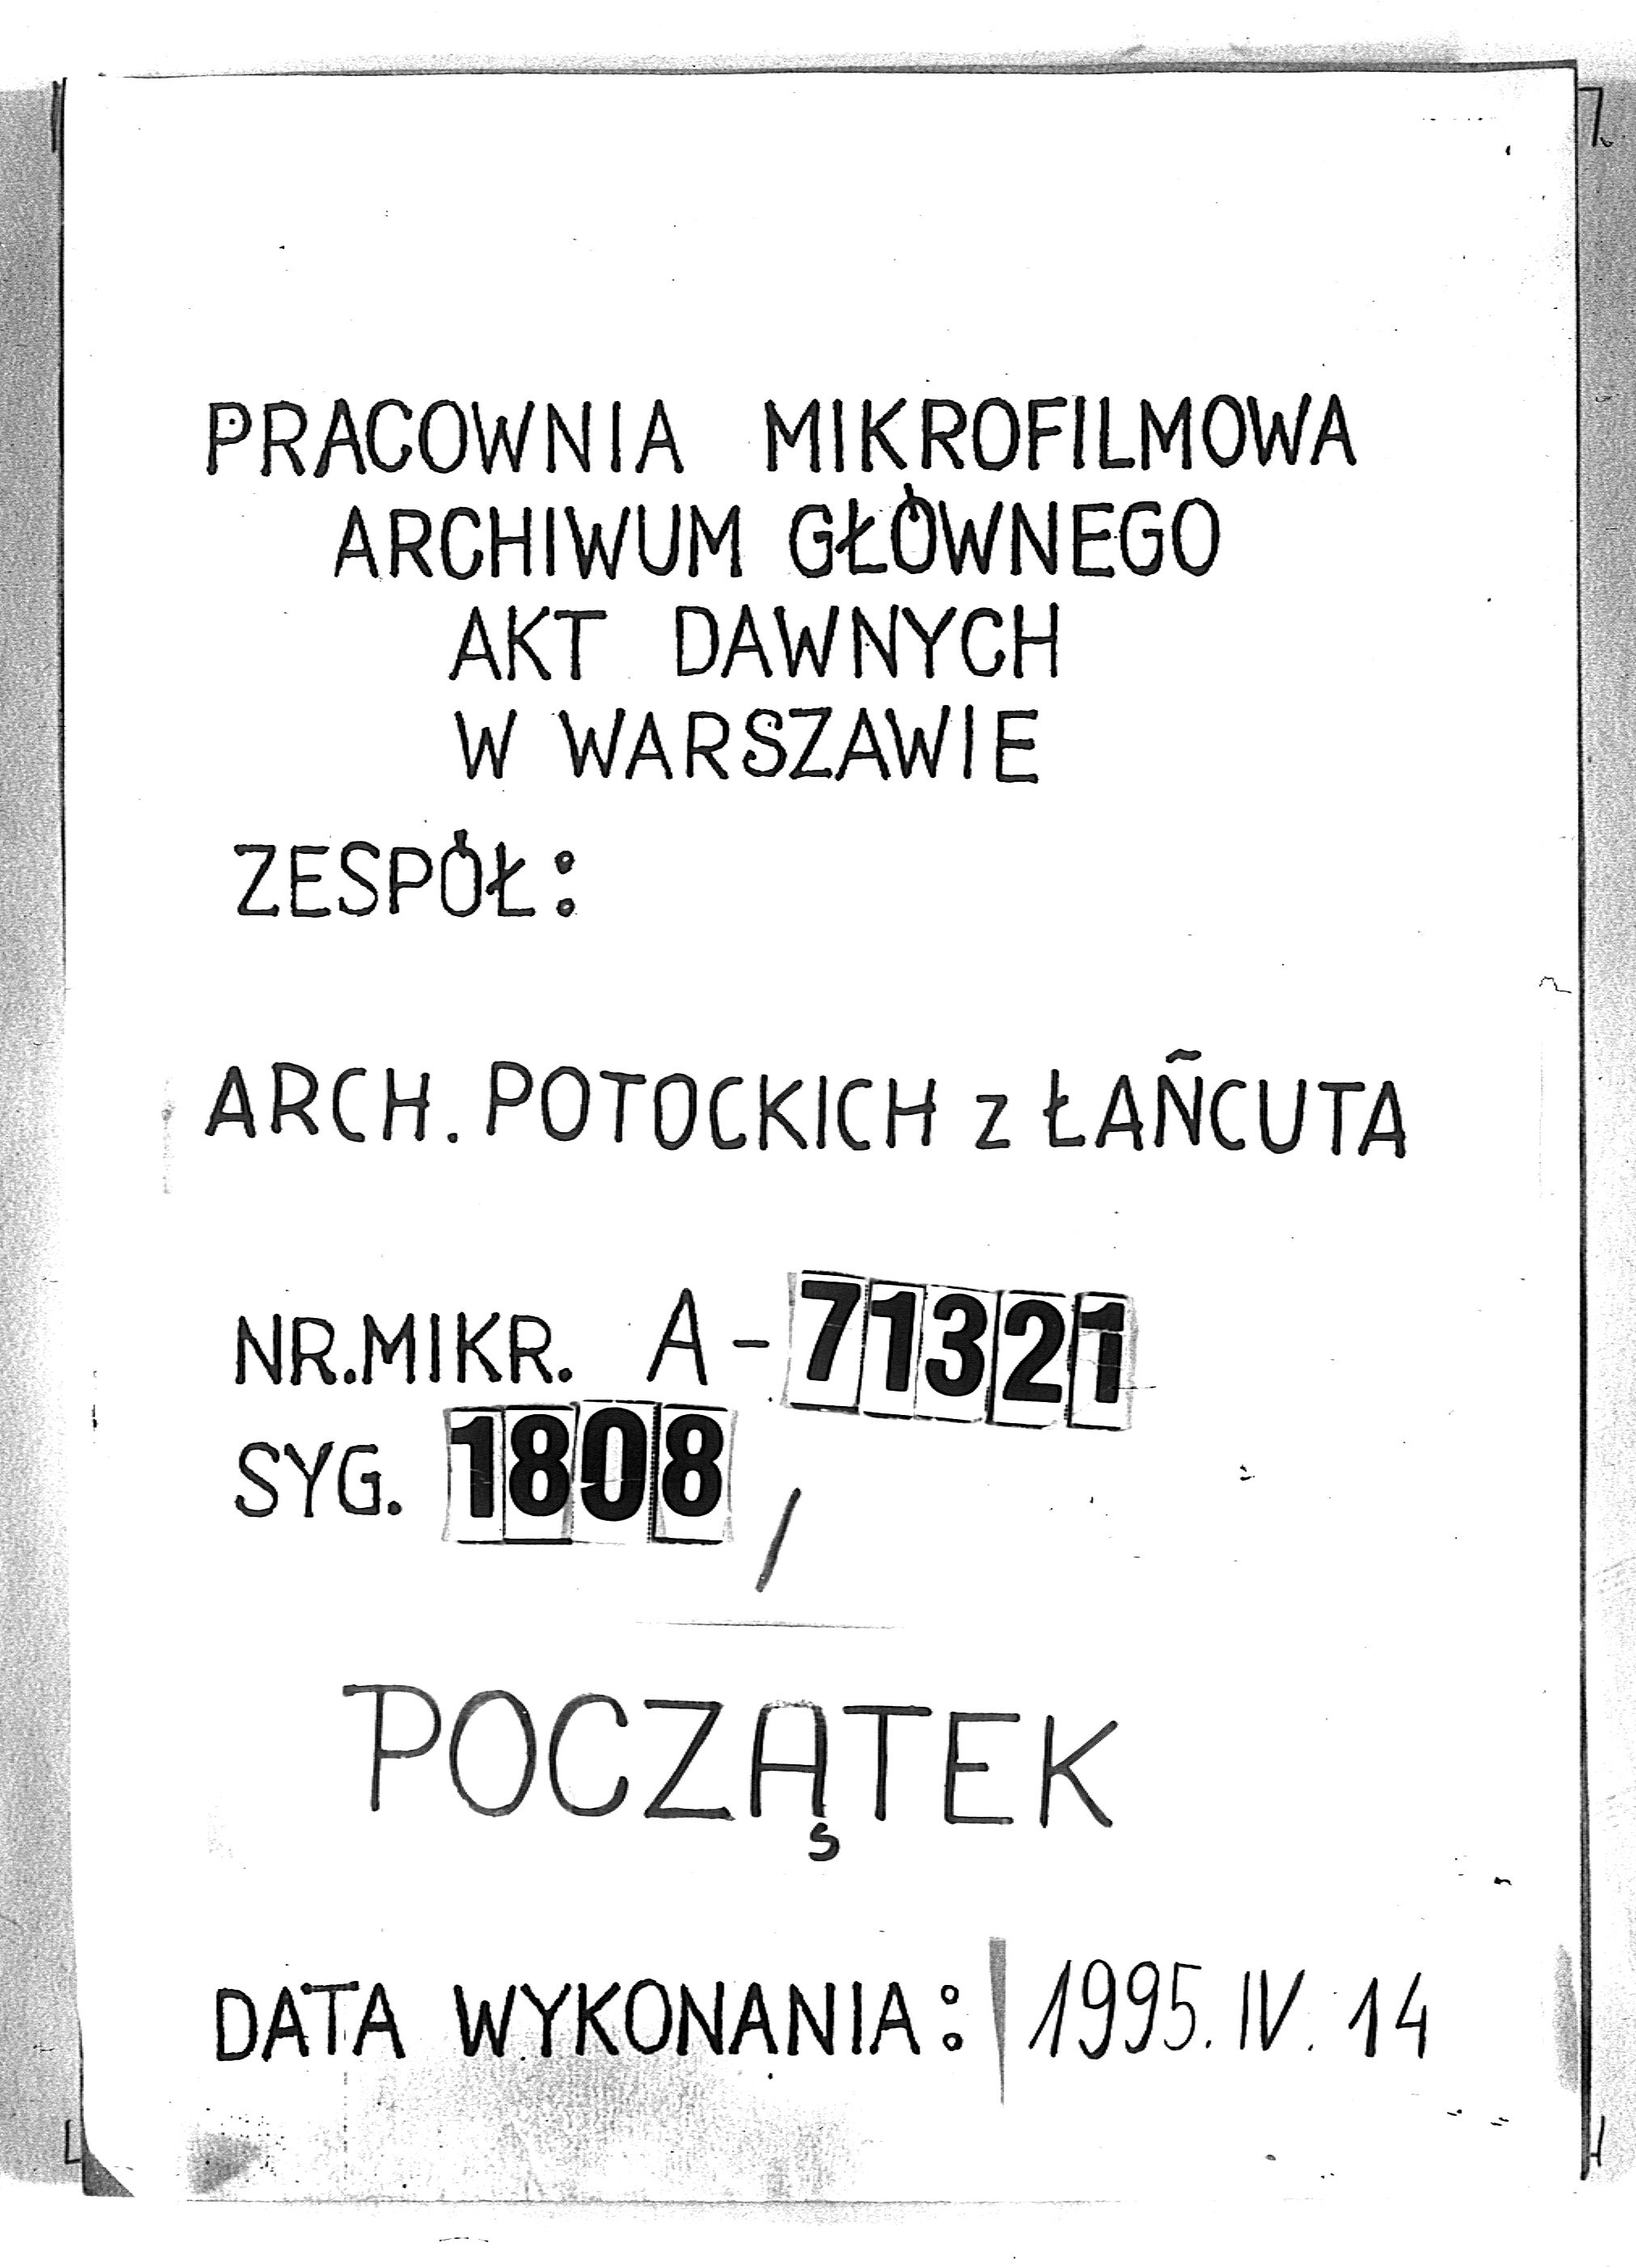 PRACOWNIA MIKROFILMOWA
ARCHIWUM GŁÓWNEGO
AKT DAWNYCH
W WARSZAWIE
ZESPÓŁ:
ARCH. POTOCKICH z ŁAŃCUTA
NR.MIKR. A-71321
SYG. 1808 /
POCZĄTEK
DATA WYKONANIA: 1995. IV. 14